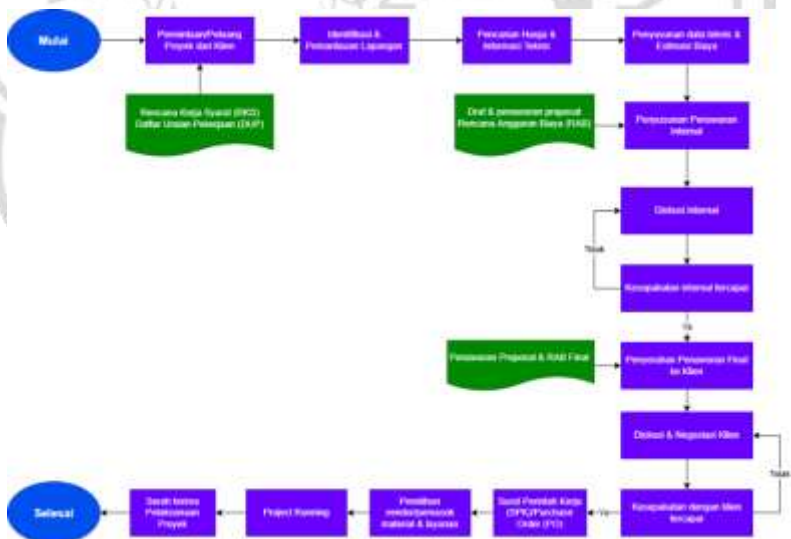 Mulai
Permintaan/Peluang
Proyek dari Klien
Identifikasi &
Pemantauan Lapangan
Pencarian Harga &
Informasi Teknis
Penyusunan data teknis &
Estimasi Biaya
Rencana Kerja Syarat (RKS)
Daftar Uraian Pekerjaan (DUP)
Draf & penawaran proposal
Rencana Anggaran Biaya (RAB)
Penyusunan Penawaran
Internal
Diskusi Internal
Tidak
Kesepakatan internal tercapai
Ya
Penawaran Proposal & RAB Final
Penawaran Final
ke Klien
Diskusi & Negosiasi Klien
Tidak
Kesepakatan dengan klien
tercapai
Ya
Surat Perintah Kerja
(SPK)/Purchase
Order (PO)
Pemilihan
vendor/pemasok
material & layanan
Project Running
Serah terima
Pelaksanaan
Proyek
Selesai